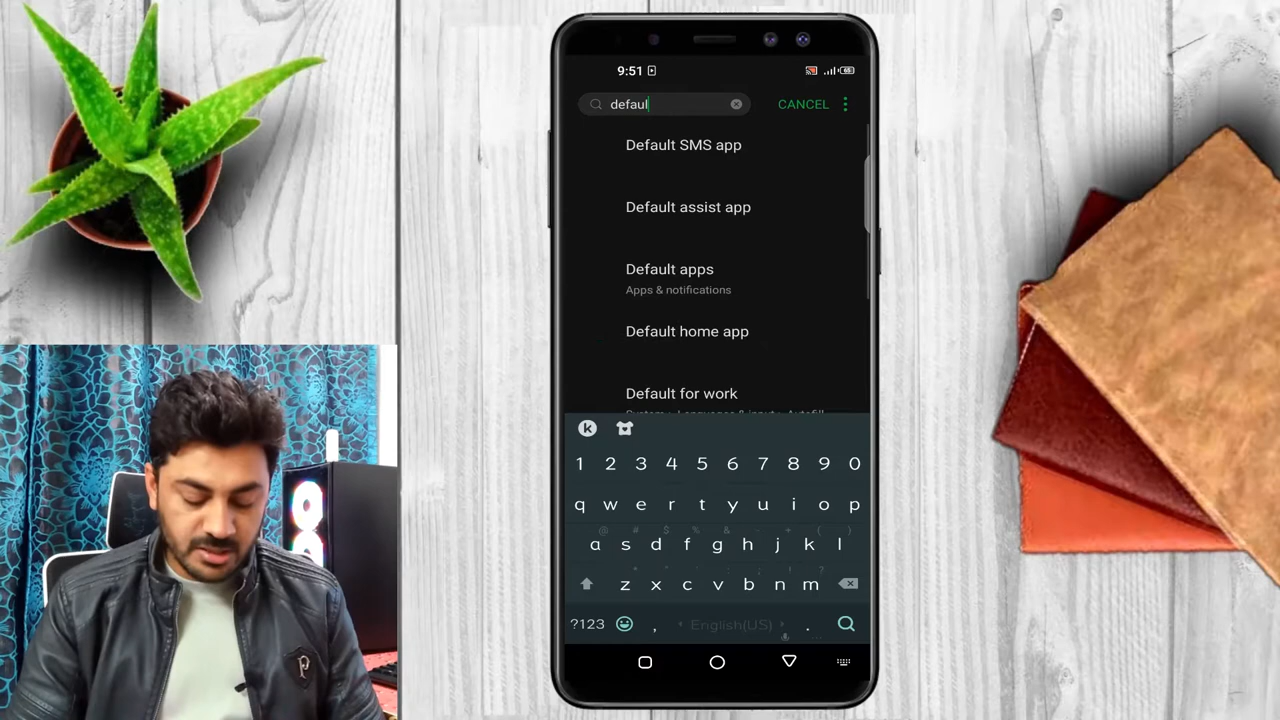 9:51
defaul
CANCEL
Default SMS app
Default assist app
Default apps
Apps & notifications
Default home app
Default for work
1 2 3 4 5 6 7 8 9 0
q w e r t y u i o p
@ # $ % & - + ( )
a s d f g h j k l
z x c v b n m
?123 , English(US) .